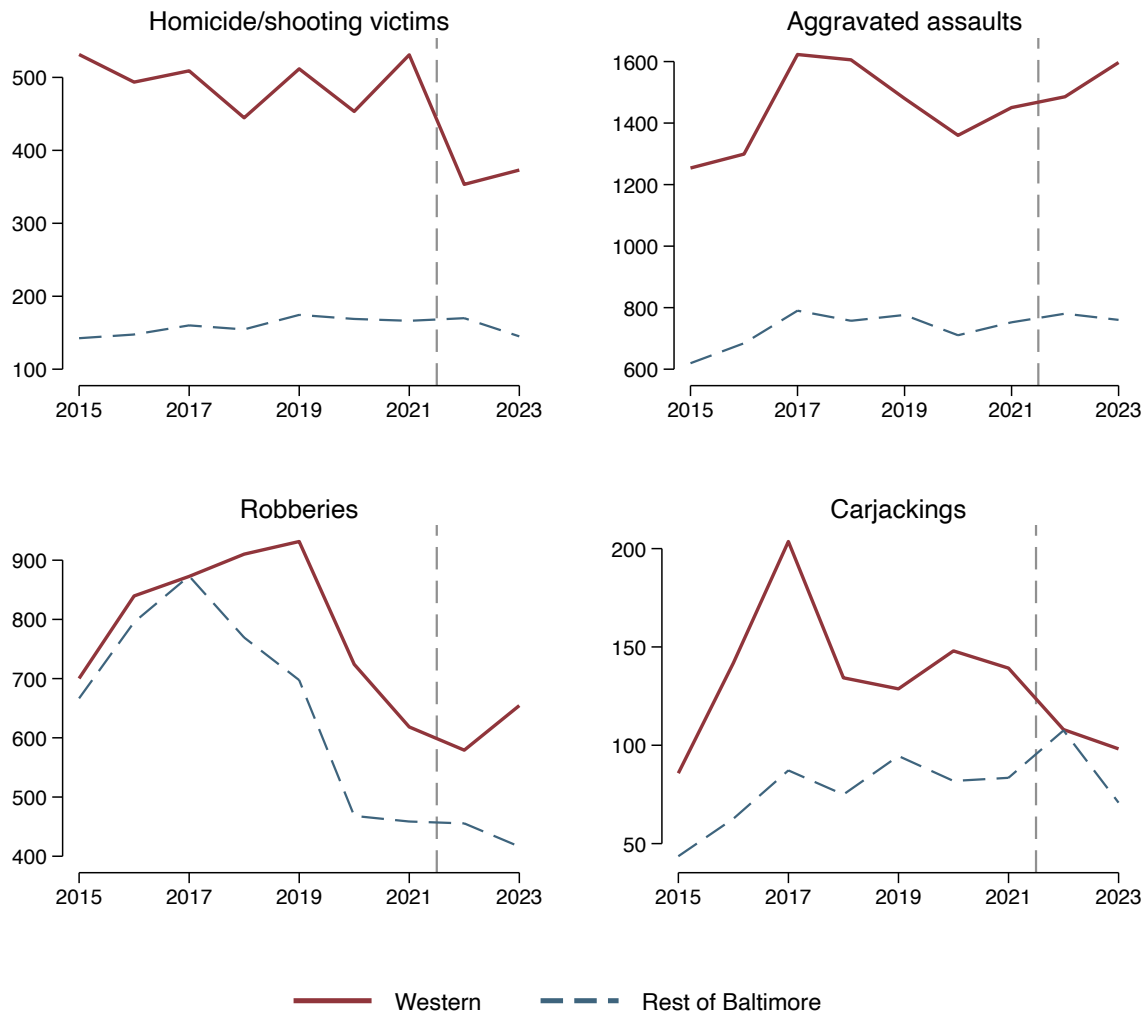 Homicide/shooting victims
500
400
300
200
100
2015 2017 2019 2021 2023
Aggravated assaults
1600
1400
1200
1000
800
600
2015 2017 2019 2021 2023
Robberies
900
800
700
600
500
400
2015 2017 2019 2021 2023
Carjackings
200
150
100
50
2015 2017 2019 2021 2023
Western Rest of Baltimore